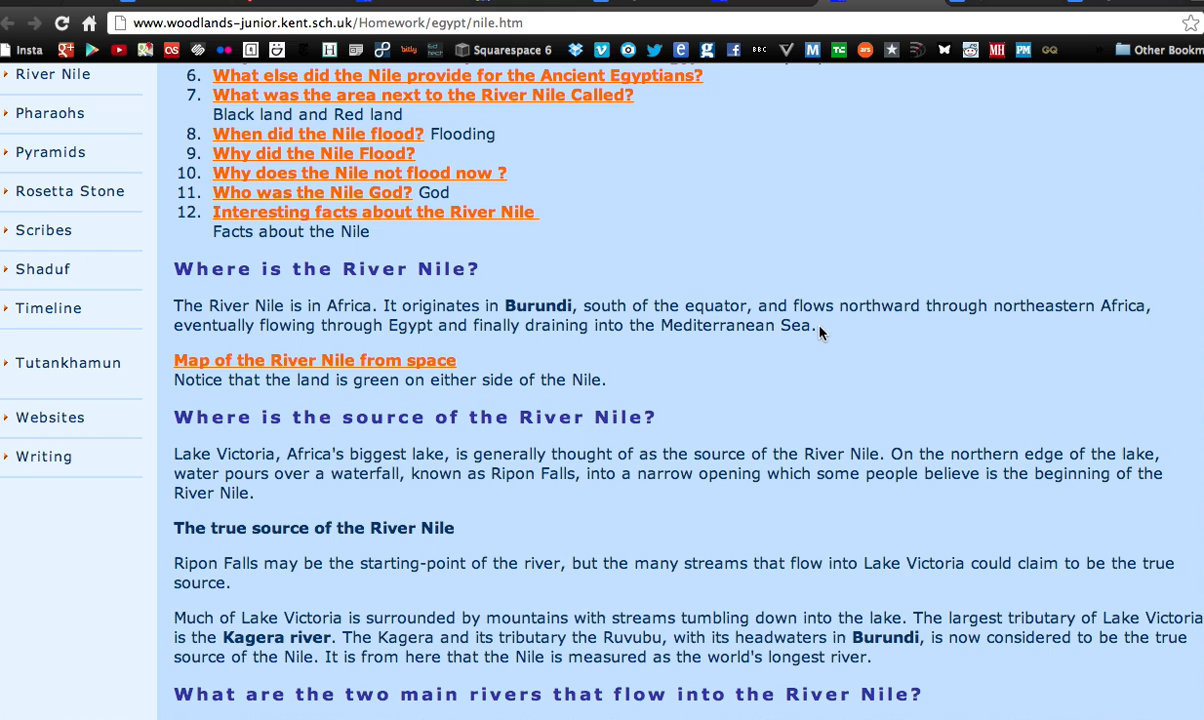 www.woodlands-junior.kent.sch.uk/Homework/egypt/nile.htm
Insta
bitly
Ed tech
Squarespace 6
BBC
TC
MH
PM
GQ
Other Bookm
River Nile
Pharaohs
Pyramids
Rosetta Stone
Scribes
Shaduf
Timeline
Tutankhamun
Websites
Writing
6. What else did the Nile provide for the Ancient Egyptians?
7. What was the area next to the River Nile Called?
Black land and Red land
8. When did the Nile flood? Flooding
9. Why did the Nile Flood?
10. Why does the Nile not flood now ?
11. Who was the Nile God? God
12. Interesting facts about the River Nile
Facts about the Nile
Where is the River Nile?
The River Nile is in Africa. It originates in Burundi, south of the equator, and flows northward through northeastern Africa,
eventually flowing through Egypt and finally draining into the Mediterranean Sea.
Map of the River Nile from space
Notice that the land is green on either side of the Nile.
Where is the source of the River Nile?
Lake Victoria, Africa's biggest lake, is generally thought of as the source of the River Nile. On the northern edge of the lake,
water pours over a waterfall, known as Ripon Falls, into a narrow opening which some people believe is the beginning of the
River Nile.
The true source of the River Nile
Ripon Falls may be the starting-point of the river, but the many streams that flow into Lake Victoria could claim to be the true
source.
Much of Lake Victoria is surrounded by mountains with streams tumbling down into the lake. The largest tributary of Lake Victoria
is the Kagera river. The Kagera and its tributary the Ruvubu, with its headwaters in Burundi, is now considered to be the true
source of the Nile. It is from here that the Nile is measured as the world's longest river.
What are the two main rivers that flow into the River Nile?